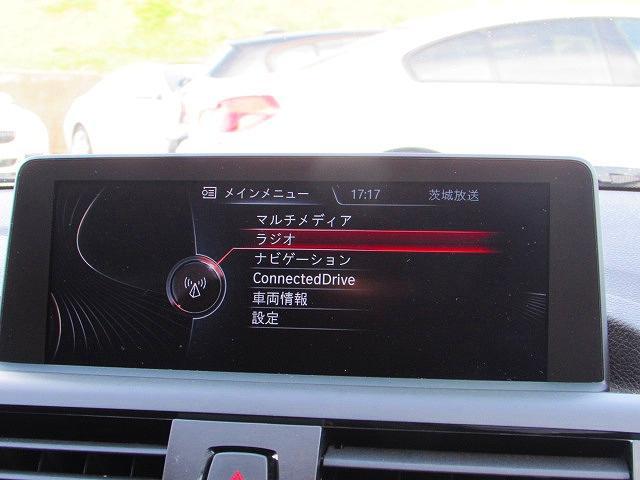 メインメニュー 17:17 茨城放送
マルチメディア
ラジオ
ナビゲーション
ConnectedDrive
車両情報
設定